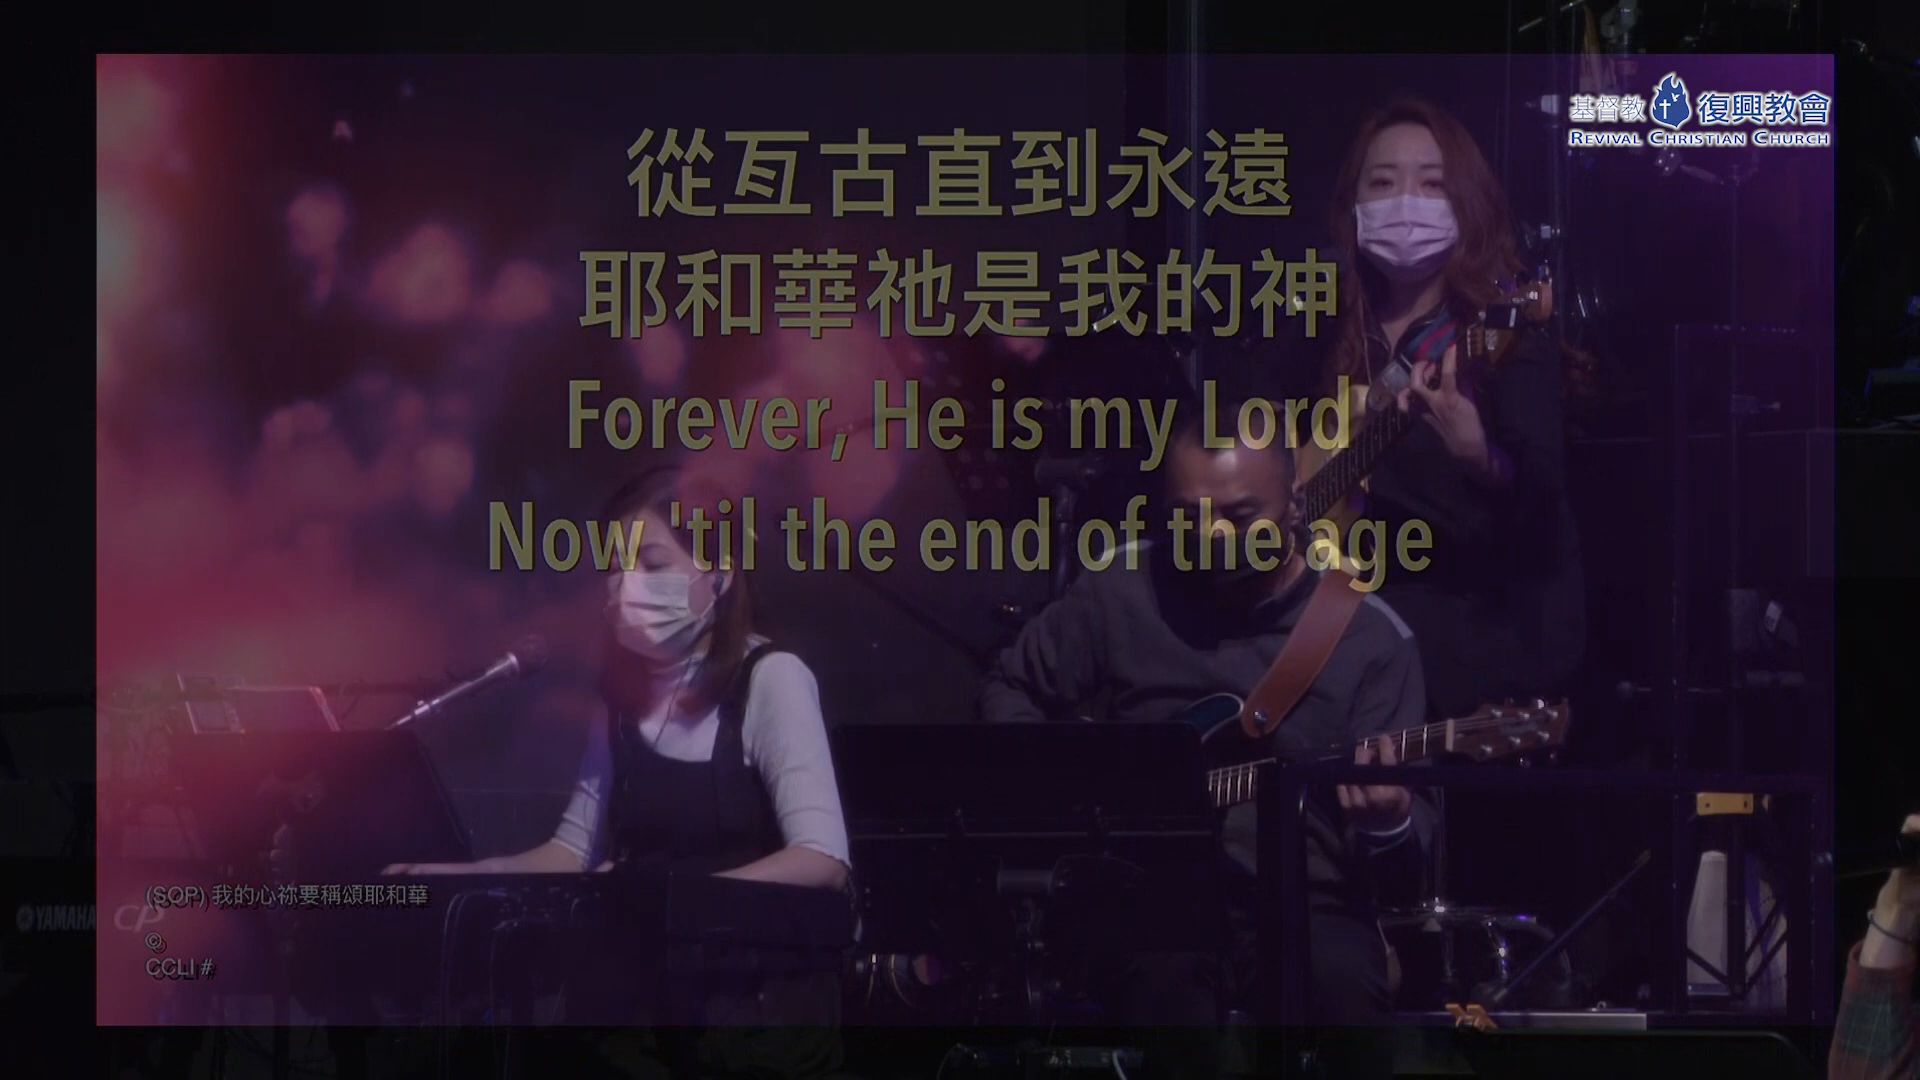 基督教 復興教會
REVIVAL CHRISTIAN CHURCH
從亙古直到永遠
耶和華祂是我的神
Forever, He is my Lord
Now 'til the end of the age
(SOP) 我的心祢要稱頌耶和華
©
CCLI #
YAMAHA CP